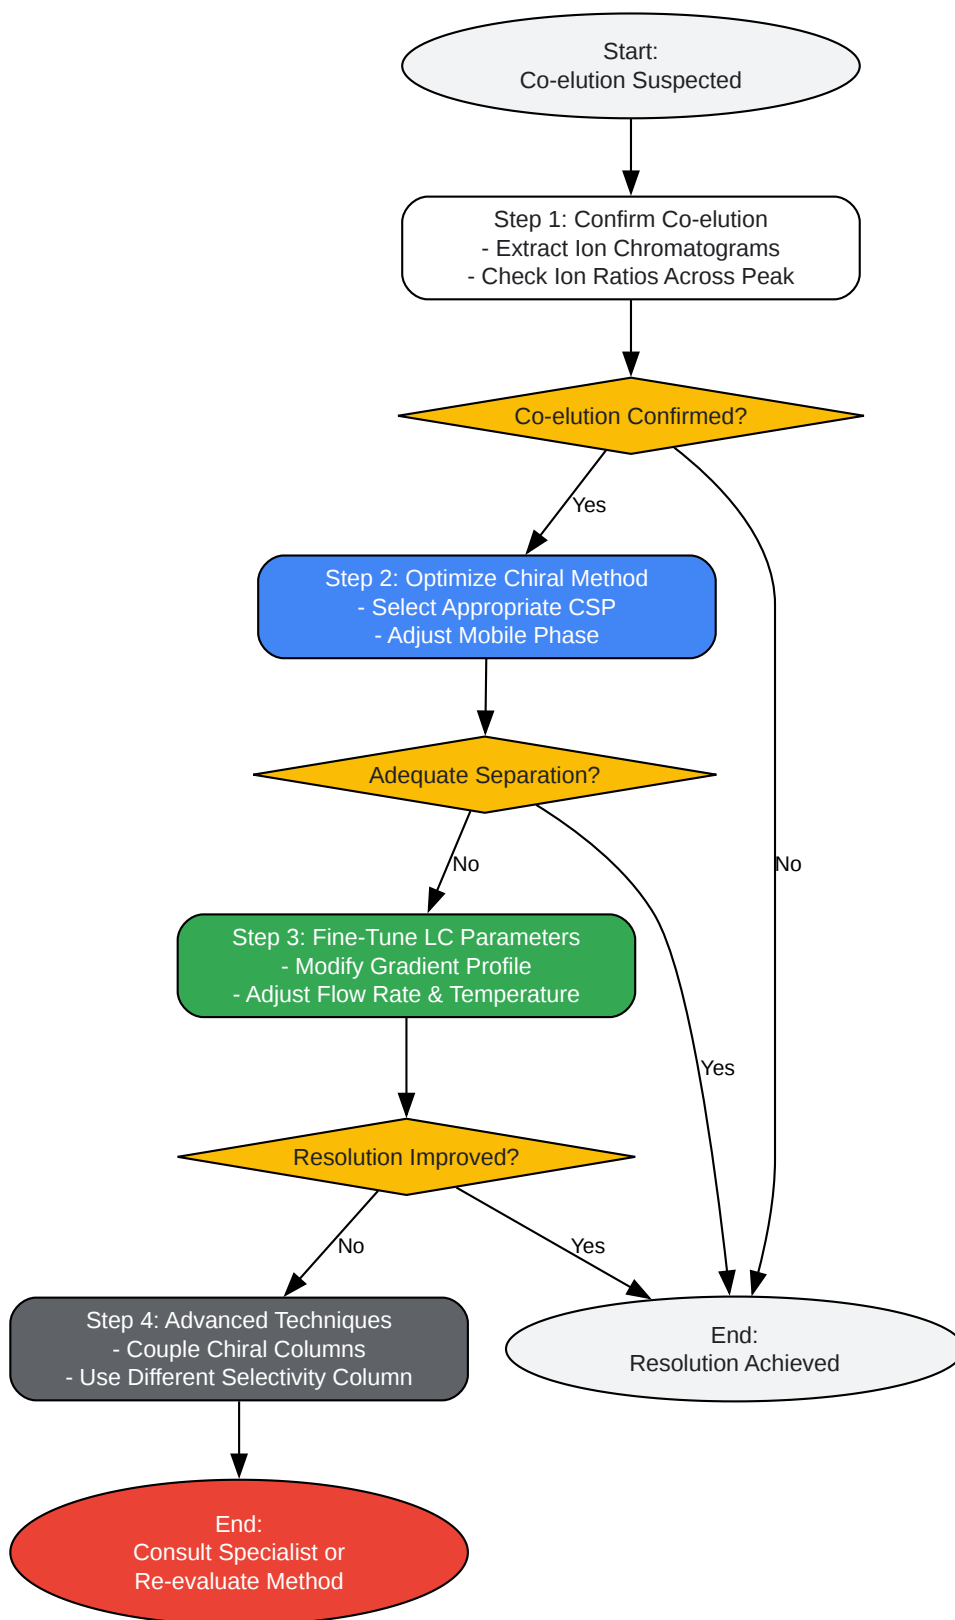 Start:
Co-elution Suspected
Step 1: Confirm Co-elution
- Extract Ion Chromatograms
- Check Ion Ratios Across Peak
Co-elution Confirmed?
Yes
Step 2: Optimize Chiral Method
- Select Appropriate CSP
- Adjust Mobile Phase
Adequate Separation?
No
No
Step 3: Fine-Tune LC Parameters
- Modify Gradient Profile
- Adjust Flow Rate & Temperature
Yes
Resolution Improved?
No
Yes
Step 4: Advanced Techniques
- Couple Chiral Columns
- Use Different Selectivity Column
End:
Resolution Achieved
End:
Consult Specialist or
Re-evaluate Method